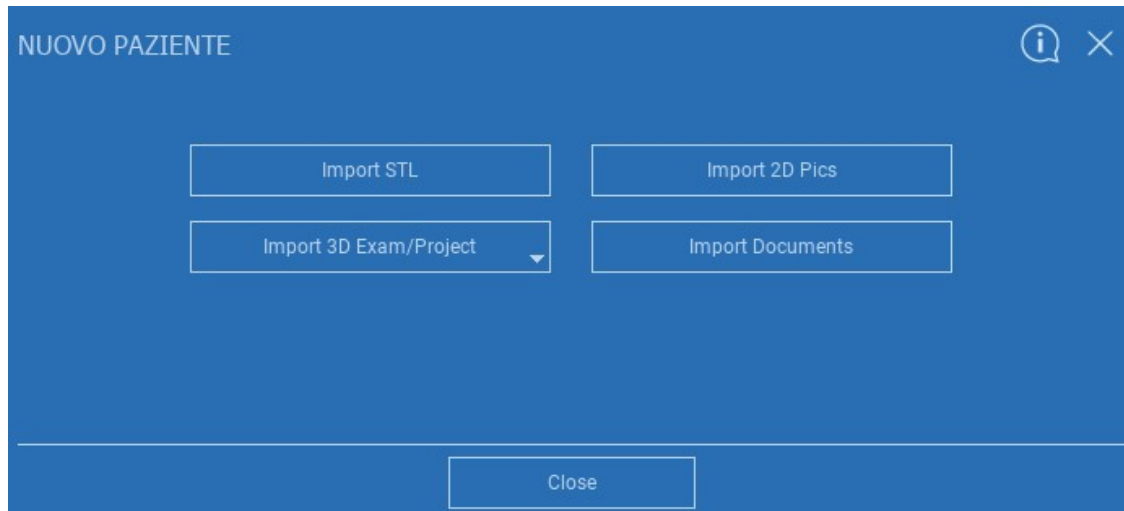 NUOVO PAZIENTE
Import STL
Import 2D Pics
Import 3D Exam/Project
Import Documents
Close